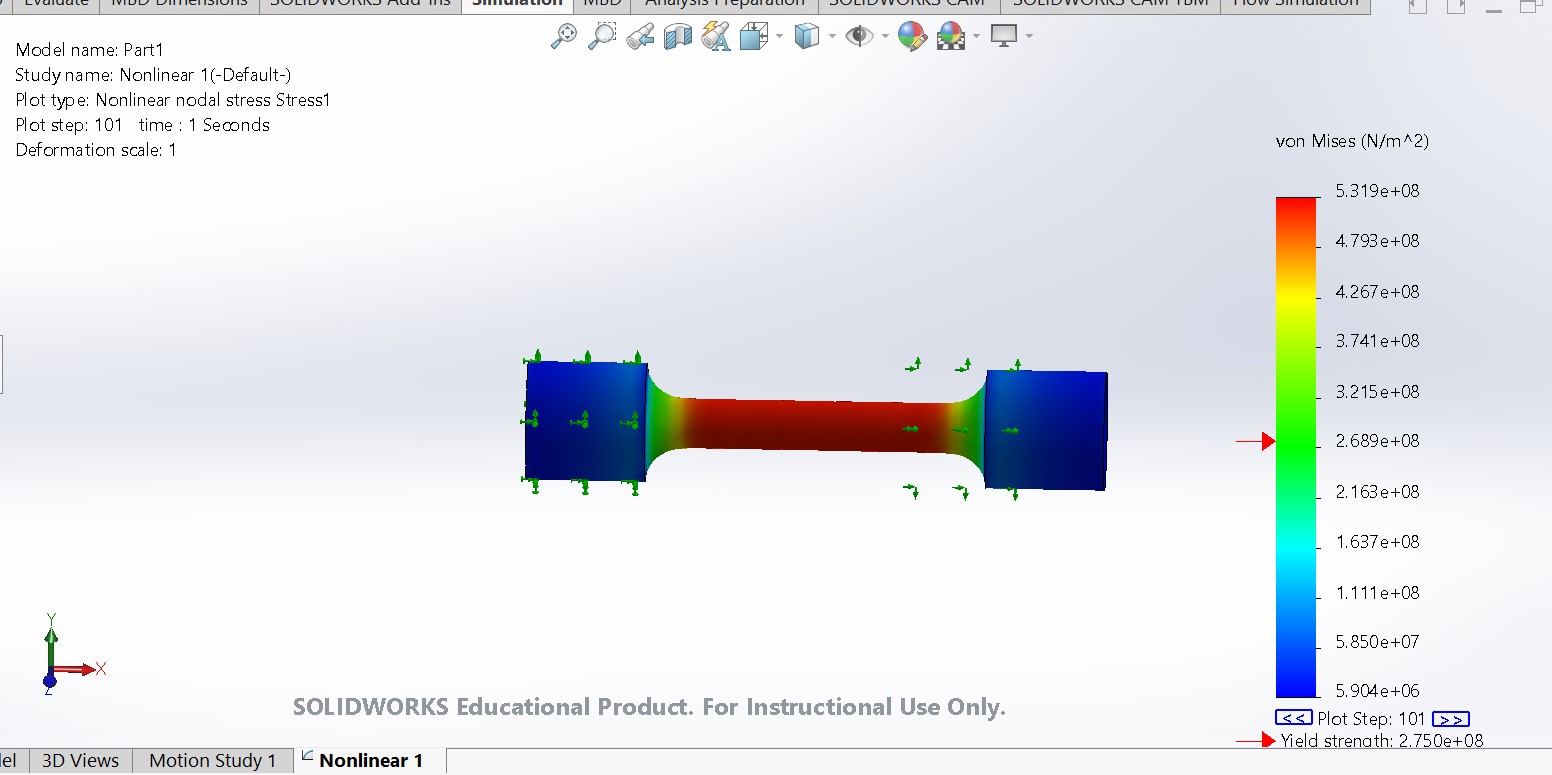 Evaluate MBD Dimensions SOLIDWORKS Add-Ins Simulation MBD Analysis Preparation SOLIDWORKS CAM SOLIDWORKS CAM TBM Flow Simulation
Model name: Part1
Study name: Nonlinear 1(-Default-)
Plot type: Nonlinear nodal stress Stress1
Plot step: 101 time : 1 Seconds
Deformation scale: 1
von Mises (N/m^2)
5.319e+08
4.793e+08
4.267e+08
3.741e+08
3.215e+08
2.689e+08
2.163e+08
1.637e+08
1.111e+08
5.850e+07
5.904e+06
<< Plot Step: 101 >>
Yield strength: 2.750e+08
Y
X
Z
SOLIDWORKS Educational Product. For Instructional Use Only.
3D Views Motion Study 1 Nonlinear 1